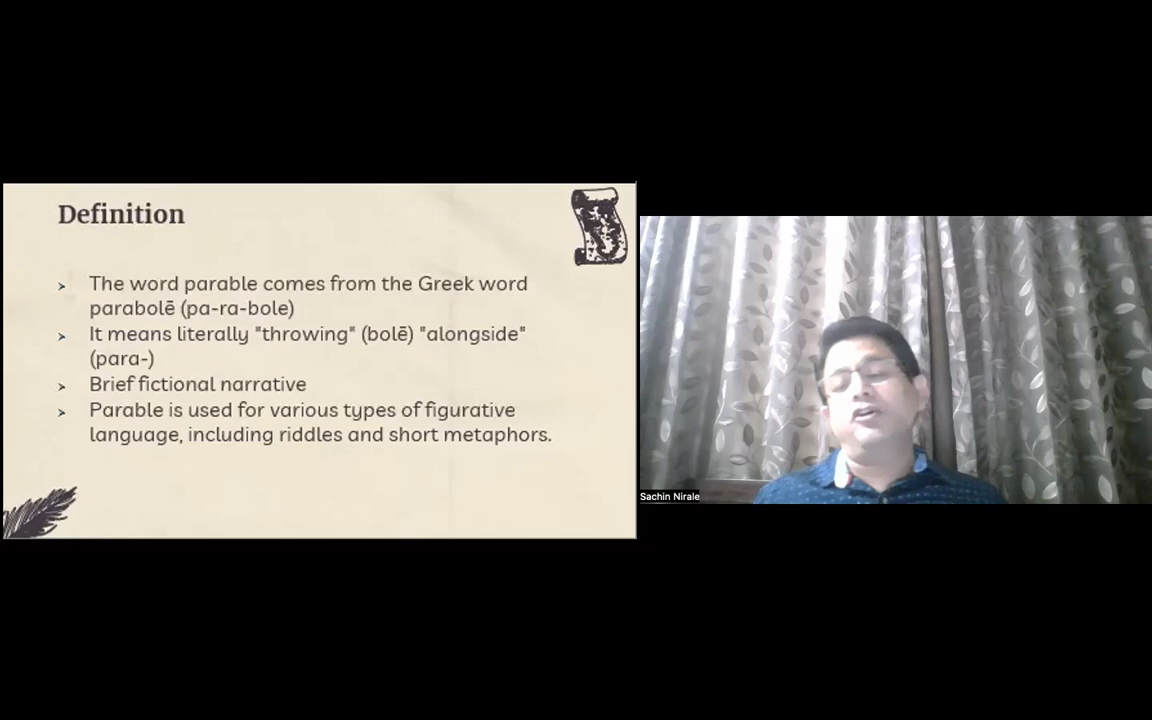 Definition
➤ The word parable comes from the Greek word
parabolē (pa-ra-bole)
➤ It means literally "throwing" (bolē) "alongside"
(para-)
➤ Brief fictional narrative
➤ Parable is used for various types of figurative
language, including riddles and short metaphors.
Sachin Nirale